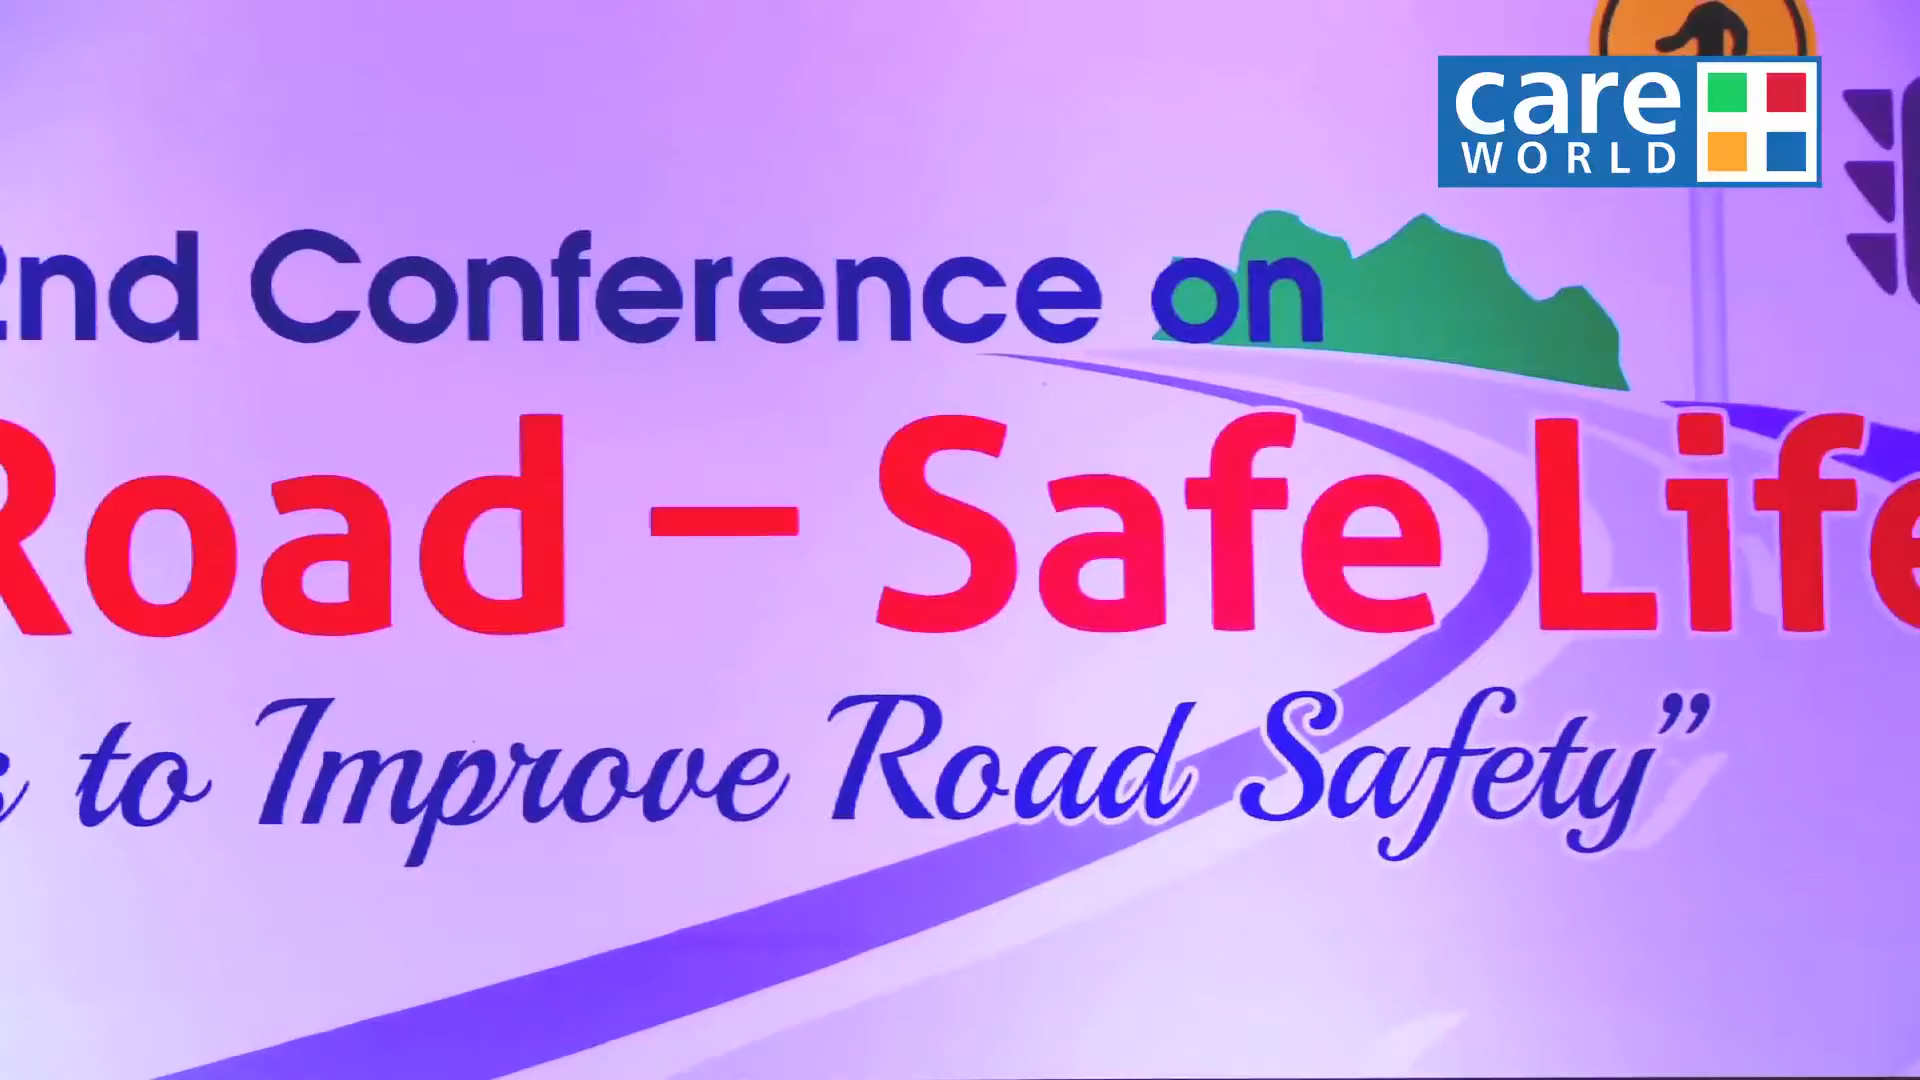 care
WORLD
2nd Conference on
Road – Safe Life
to Improve Road Safety”